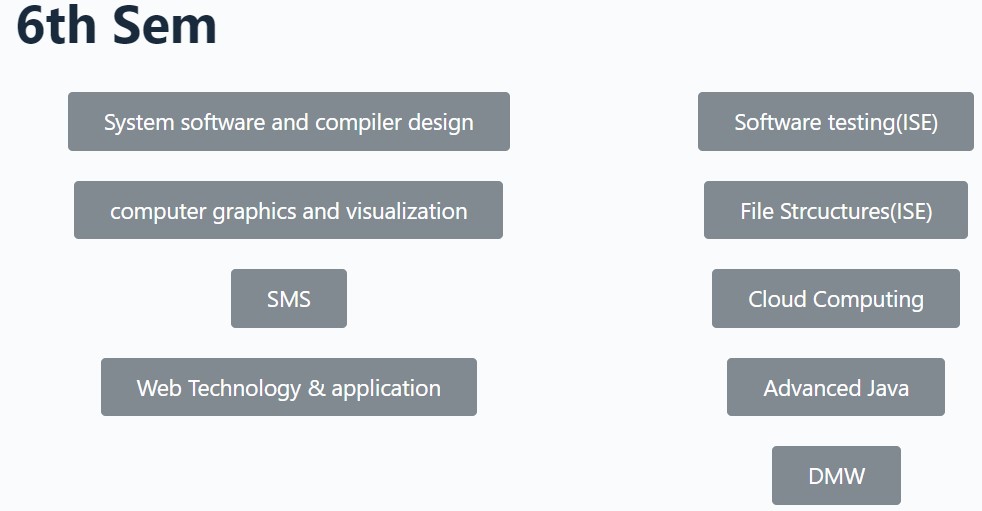 6th Sem
System software and compiler design
Software testing(ISE)
computer graphics and visualization
File Strcuctures(ISE)
SMS
Cloud Computing
Web Technology & application
Advanced Java
DMW